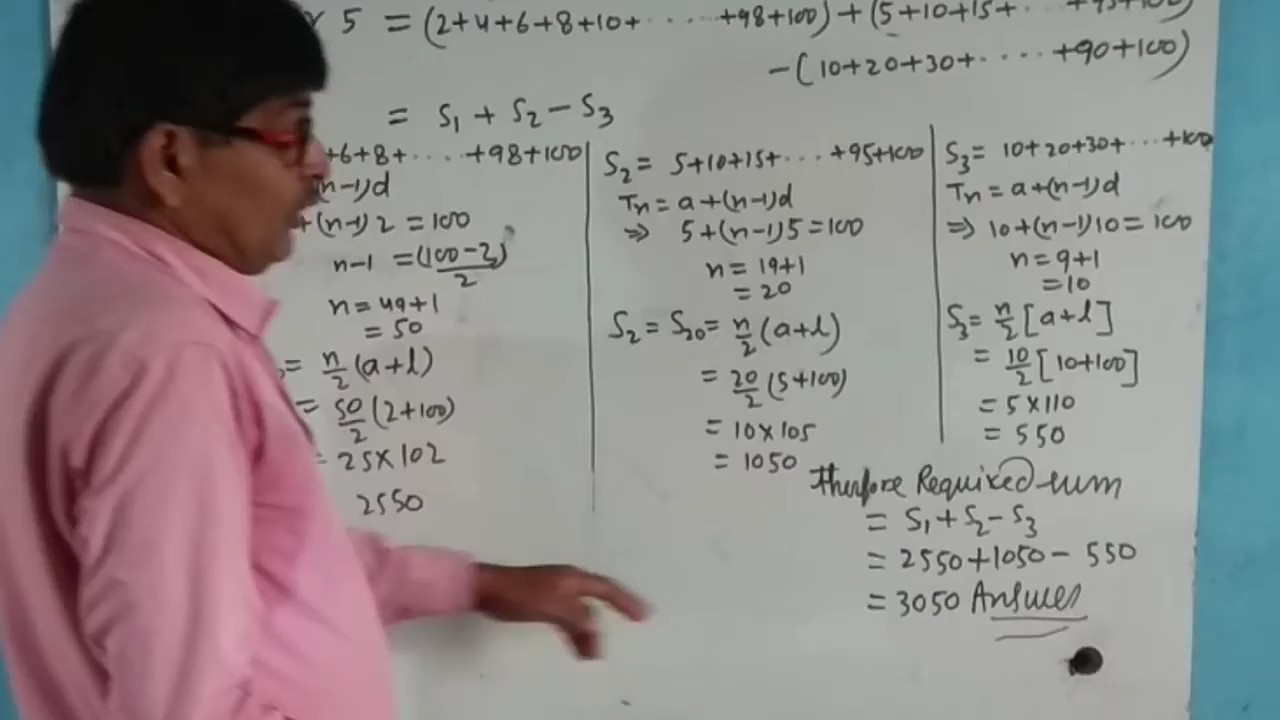 5 = (2+4+6+8+10+ ..... +98+100) + (5+10+15+ .... +95+100)
-(10+20+30+ .... +90+100)
= S₁ + S₂ - S₃
+6+8+ .... +98+100
(n-1)d
+(n-1) 2 = 100
n-1 = (100-2)/2
n = 49+1
= 50
= n/2 (a+l)
= 50/2 (2+100)
= 25 × 102
2550
S₂ = 5+10+15+ ... +95+100
Tn = a+(n-1)d
⇒ 5+(n-1)5 = 100
n = 19+1
= 20
S₂ = S₂₀ = n/2 (a+l)
= 20/2 (5+100)
= 10 × 105
= 1050
S₃ = 10+20+30+ ... +100
Tn = a+(n-1)d
⇒ 10+(n-1)10 = 100
n = 9+1
= 10
S₃ = n/2 [a+l]
= 10/2 [10+100]
= 5 × 110
= 550
Therfore Required sum
= S₁ + S₂ - S₃
= 2550+1050- 550
= 3050 Answer